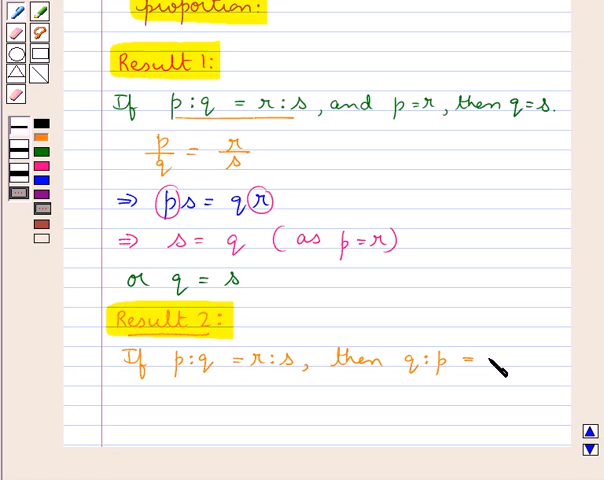 proportion:
Result 1:
If p:q = r:s, and p=r, then q=s.
p/q = r/s
⇒ ps = qr
⇒ s = q (as p=r)
or q = s
Result 2:
If p:q = r:s, then q:p =